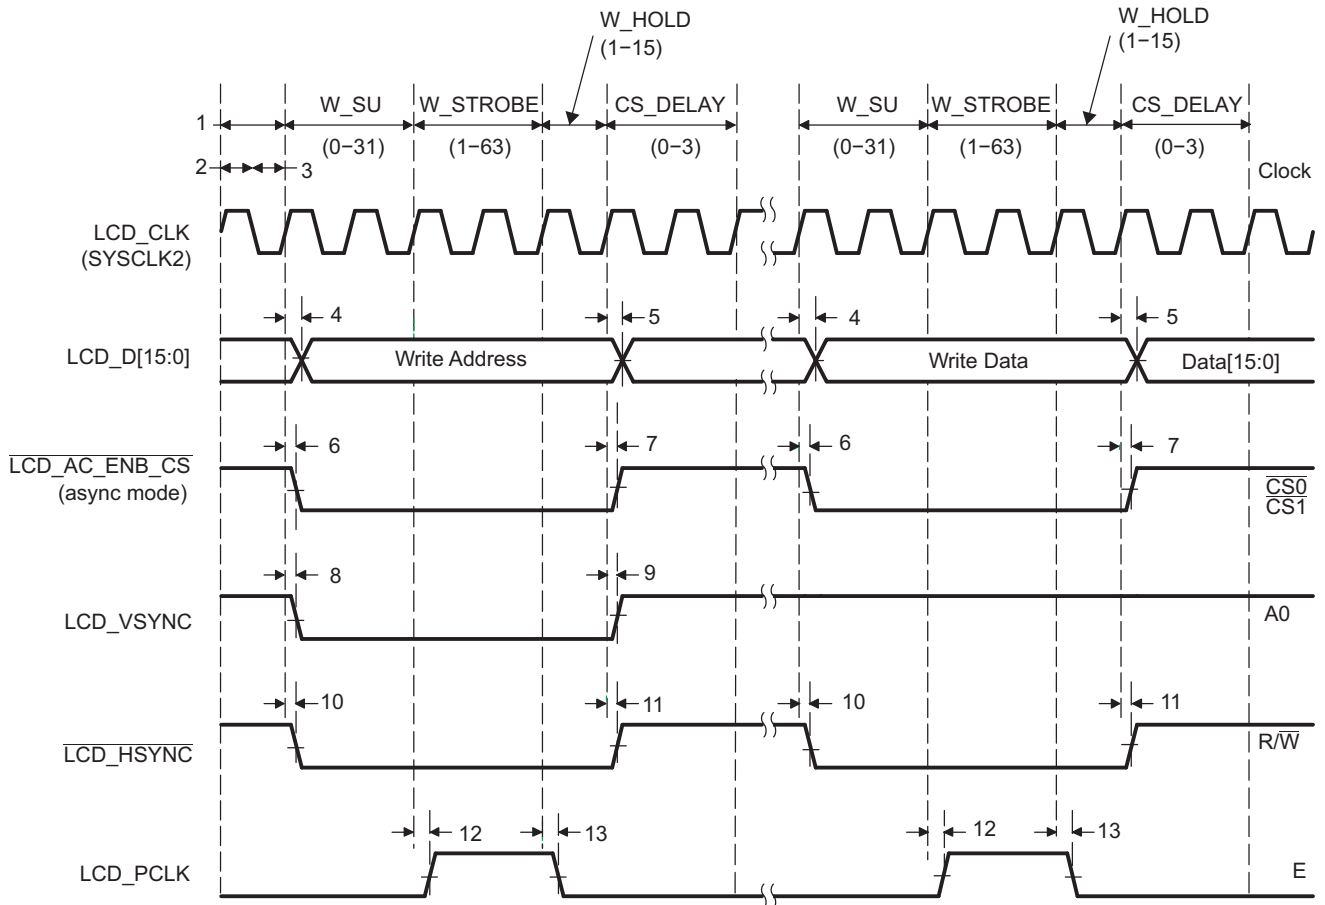 W_HOLD
(1−15)
W_HOLD
(1−15)
W_SU
W_STROBE
CS_DELAY
W_SU
W_STROBE
CS_DELAY
1
(0−31)
(1−63)
(0−3)
(0−31)
(1−63)
(0−3)
2
3
Clock
LCD_CLK
(SYSCLK2)
4
5
4
5
LCD_D[15:0]
Write Address
Write Data
Data[15:0]
6
7
6
7
LCD_AC_ENB_CS
(async mode)
CS0
CS1
8
9
LCD_VSYNC
A0
10
11
10
11
LCD_HSYNC
R/W
12
13
12
13
LCD_PCLK
E